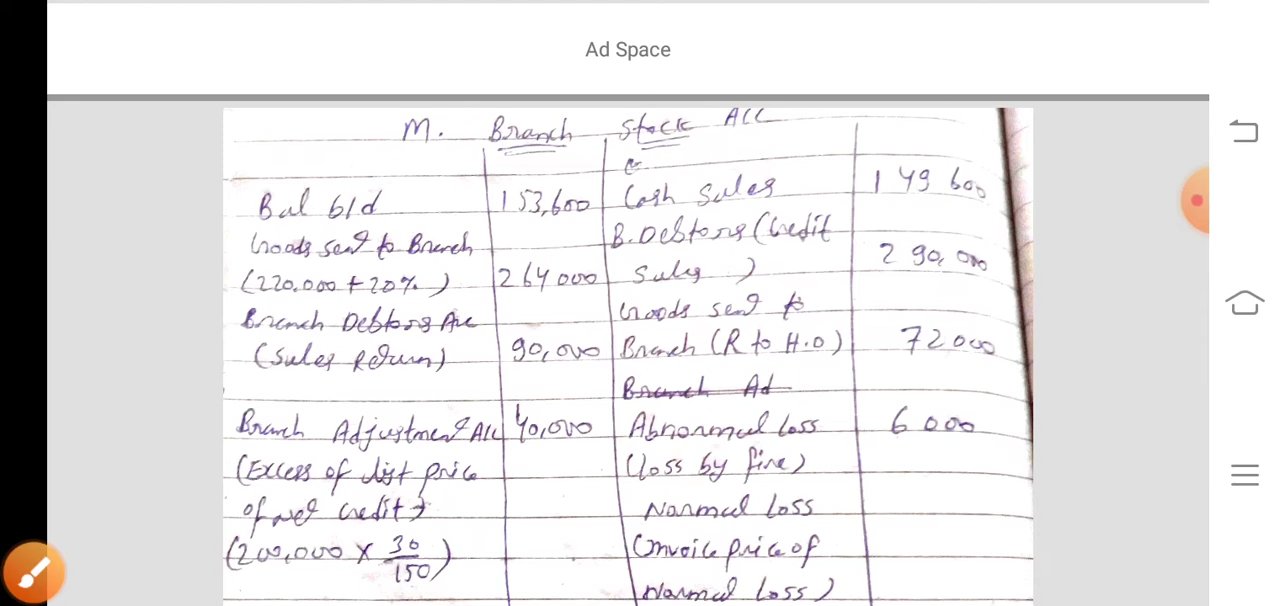 Ad Space
M. Branch Stock A/C
Bal b/d 153,600 Cash Sales 149 600
Goods sent to Branch B. Debtors (Credit
(220,000 + 20%) 264 000 Sales) 290,000
Branch Debtors A/c Goods sent to
(Sales Return) 90,000 Branch (R to H.O) 72 000
Branch Ad
Branch Adjustment A/C 40,000 Abnormal Loss 6 000
(Excess of list price (loss by fire)
of net credit Normal Loss
(200,000 × 30/150) (Invoice price of
Normal Loss)